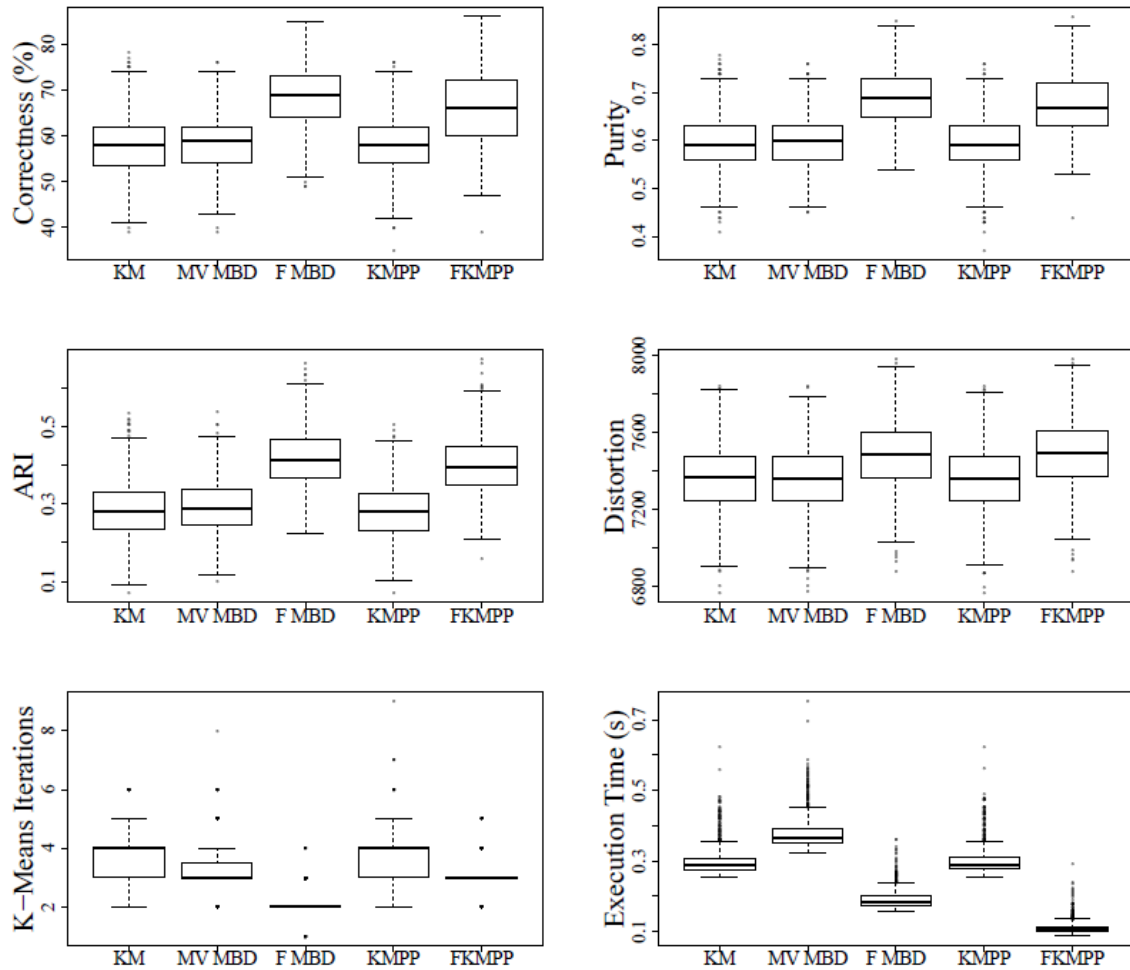 Correctness (%)
40
50
60
70
80
KM
MV MBD
F MBD
KMPP
FKMPP
Purity
0.4
0.5
0.6
0.7
0.8
KM
MV MBD
F MBD
KMPP
FKMPP
ARI
0.1
0.3
0.5
KM
MV MBD
F MBD
KMPP
FKMPP
Distortion
6800
7200
7600
8000
KM
MV MBD
F MBD
KMPP
FKMPP
K−Means Iterations
2
4
6
8
KM
MV MBD
F MBD
KMPP
FKMPP
Execution Time (s)
0.1
0.3
0.5
0.7
KM
MV MBD
F MBD
KMPP
FKMPP